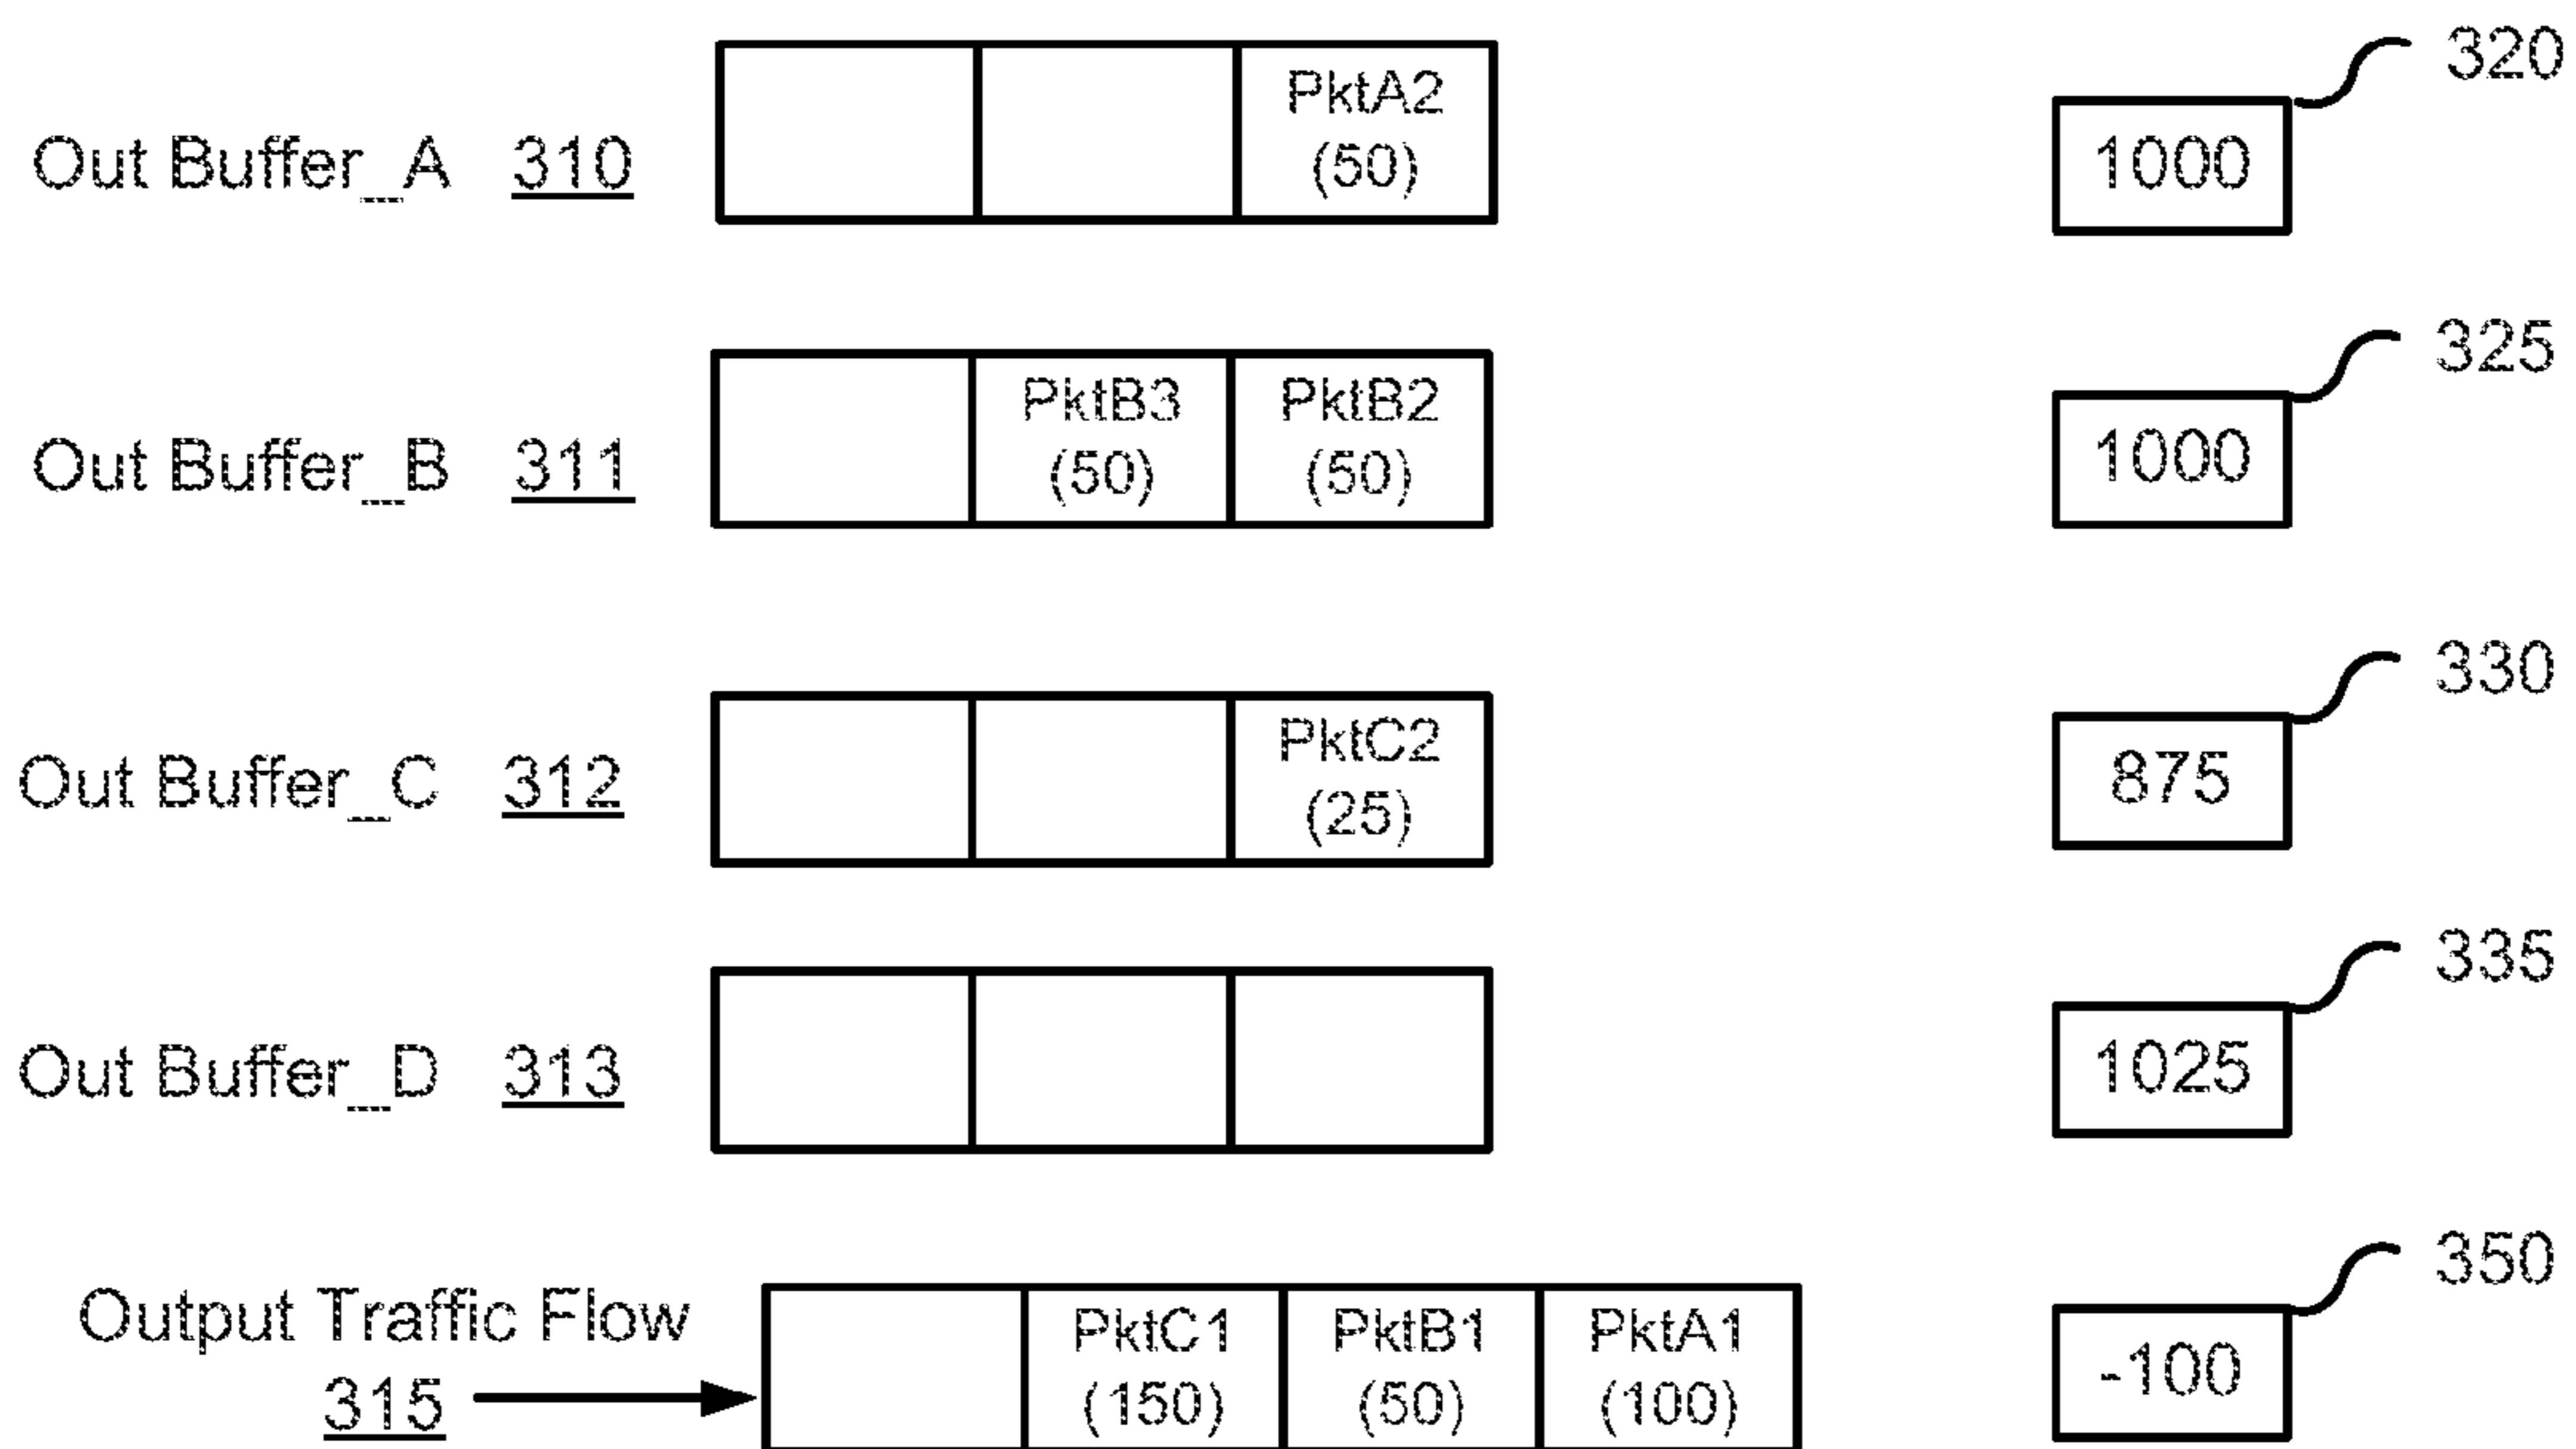 320
PktA2
(50)
Out Buffer_A 310
1000
325
PktB3
(50)
PktB2
(50)
Out Buffer_B 311
1000
330
PktC2
(25)
Out Buffer_C 312
875
335
Out Buffer_D 313
1025
350
Output Traffic Flow
315
PktC1
(150)
PktB1
(50)
PktA1
(100)
-100